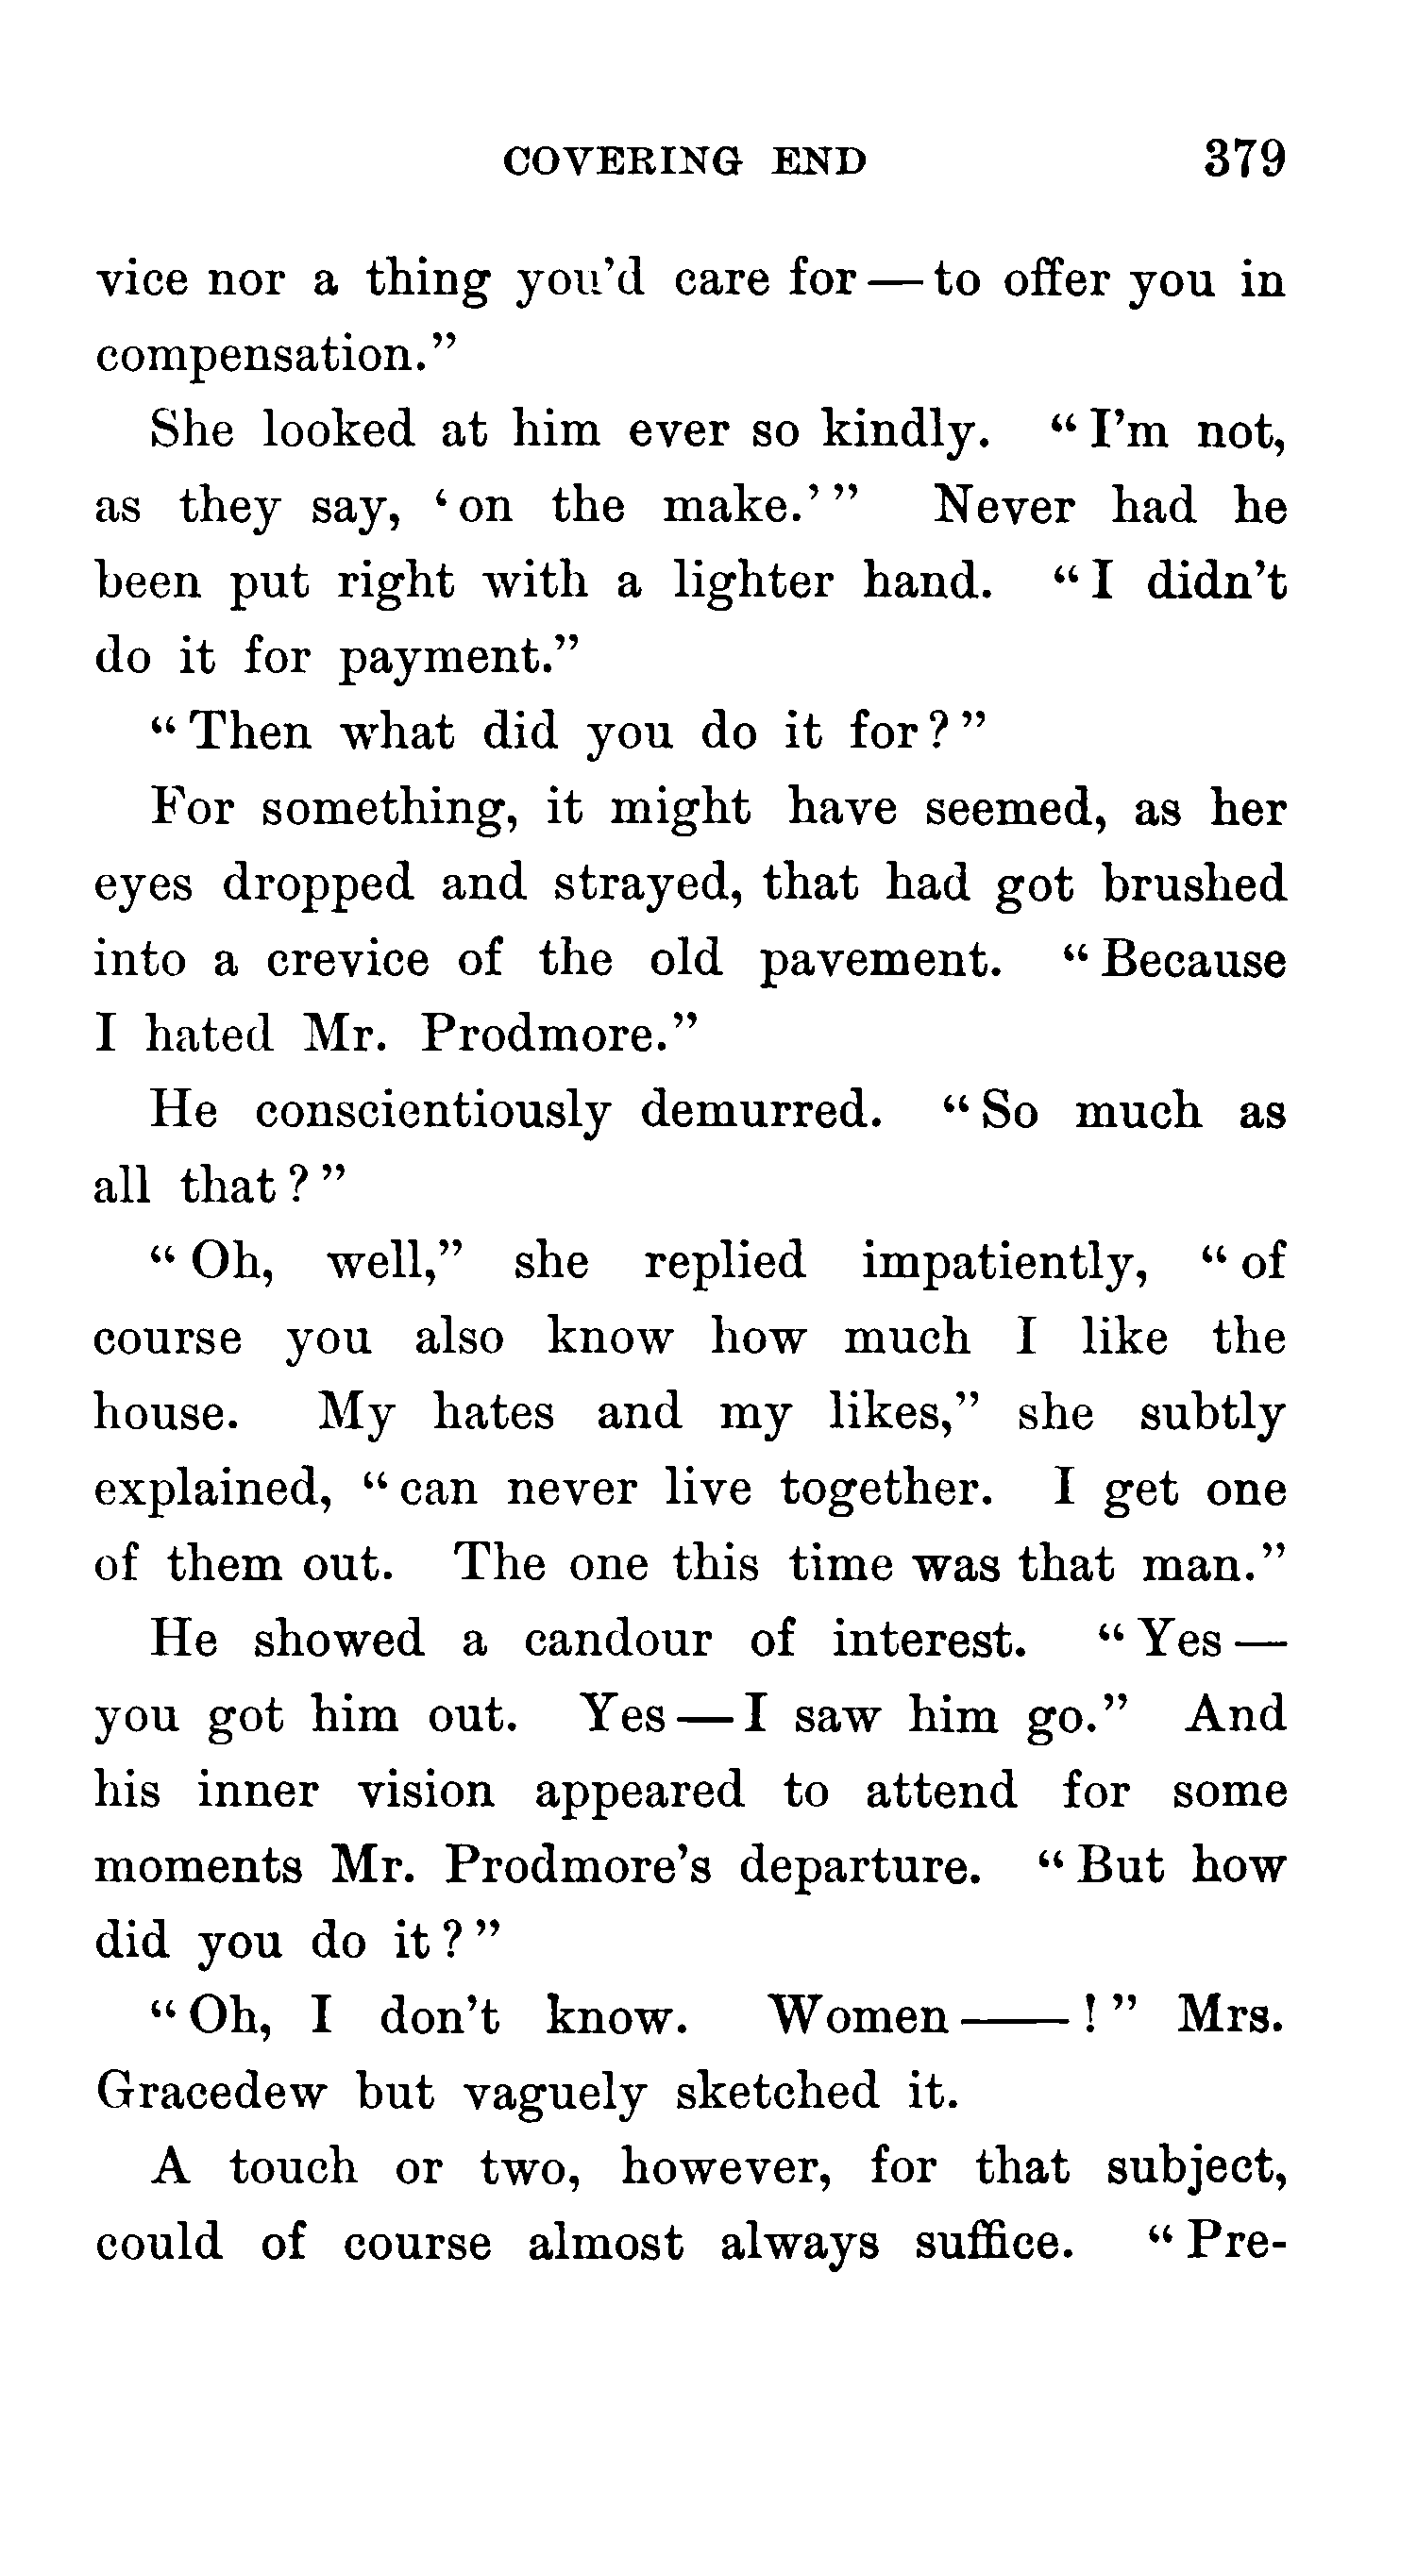 COVERING END 379
vice nor a thing you'd care for—to offer you in
compensation.”
She looked at him ever so kindly. “I'm not,
as they say, ‘on the make.’” Never had he
been put right with a lighter hand. “I didn't
do it for payment.”
“Then what did you do it for?”
For something, it might have seemed, as her
eyes dropped and strayed, that had got brushed
into a crevice of the old pavement. “Because
I hated Mr. Prodmore.”
He conscientiously demurred. “So much as
all that?”
“Oh, well,” she replied impatiently, “of
course you also know how much I like the
house. My hates and my likes,” she subtly
explained, “can never live together. I get one
of them out. The one this time was that man.”
He showed a candour of interest. “Yes—
you got him out. Yes—I saw him go.” And
his inner vision appeared to attend for some
moments Mr. Prodmore's departure. “But how
did you do it?”
“Oh, I don't know. Women——!” Mrs.
Gracedew but vaguely sketched it.
A touch or two, however, for that subject,
could of course almost always suffice. “Pre-